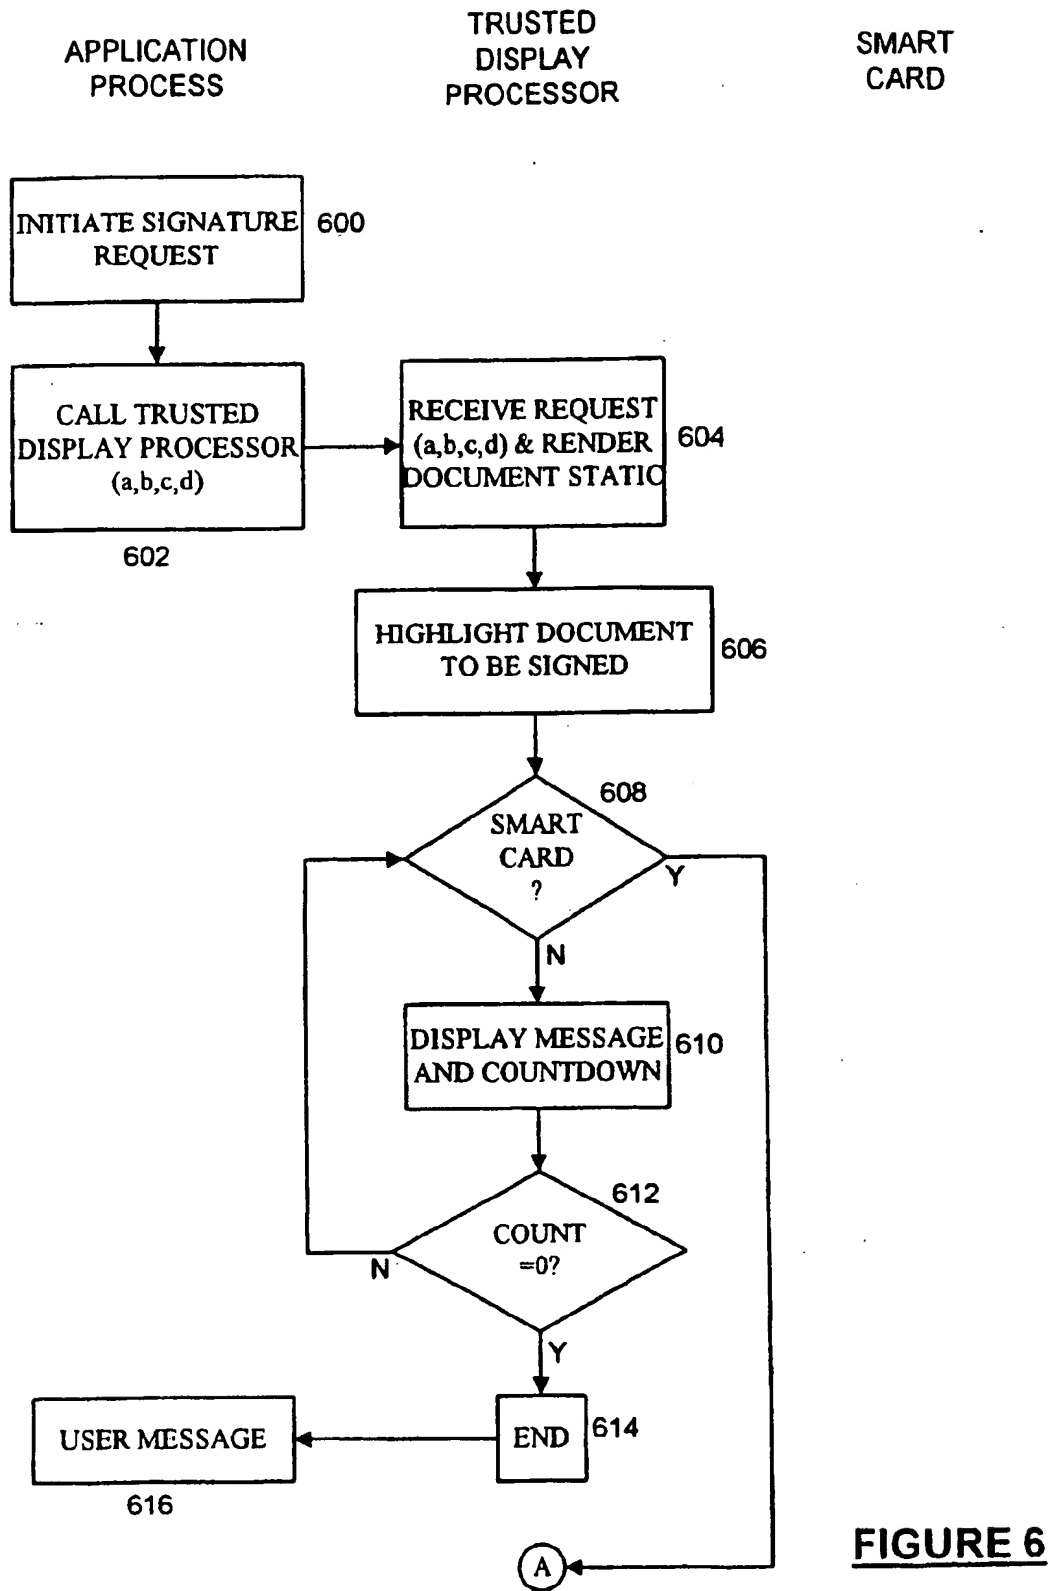 APPLICATION
PROCESS
TRUSTED
DISPLAY
PROCESSOR
SMART
CARD
INITIATE SIGNATURE
REQUEST
600
CALL TRUSTED
DISPLAY PROCESSOR
(a,b,c,d)
602
RECEIVE REQUEST
(a,b,c,d) & RENDER
DOCUMENT STATIC
604
HIGHLIGHT DOCUMENT
TO BE SIGNED
606
608
SMART
CARD
?
Y
N
DISPLAY MESSAGE
AND COUNTDOWN
610
612
COUNT
=0?
N
Y
END
614
USER MESSAGE
616
A
FIGURE 6